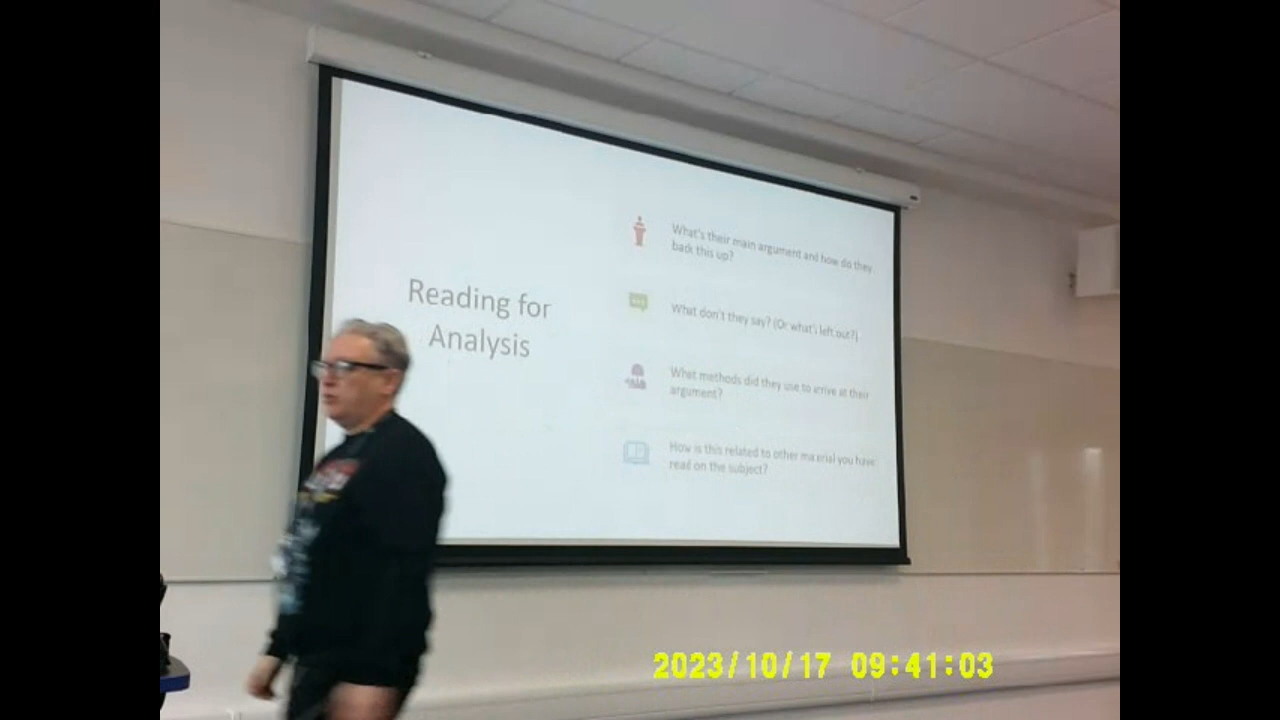 Reading for
Analysis
What's their main argument and how do they
back this up?
What don't they say? (Or what's left out?)
What methods did they use to arrive at their
argument?
How is this related to other material you have
read on the subject?
2023/10/17 09:41:03